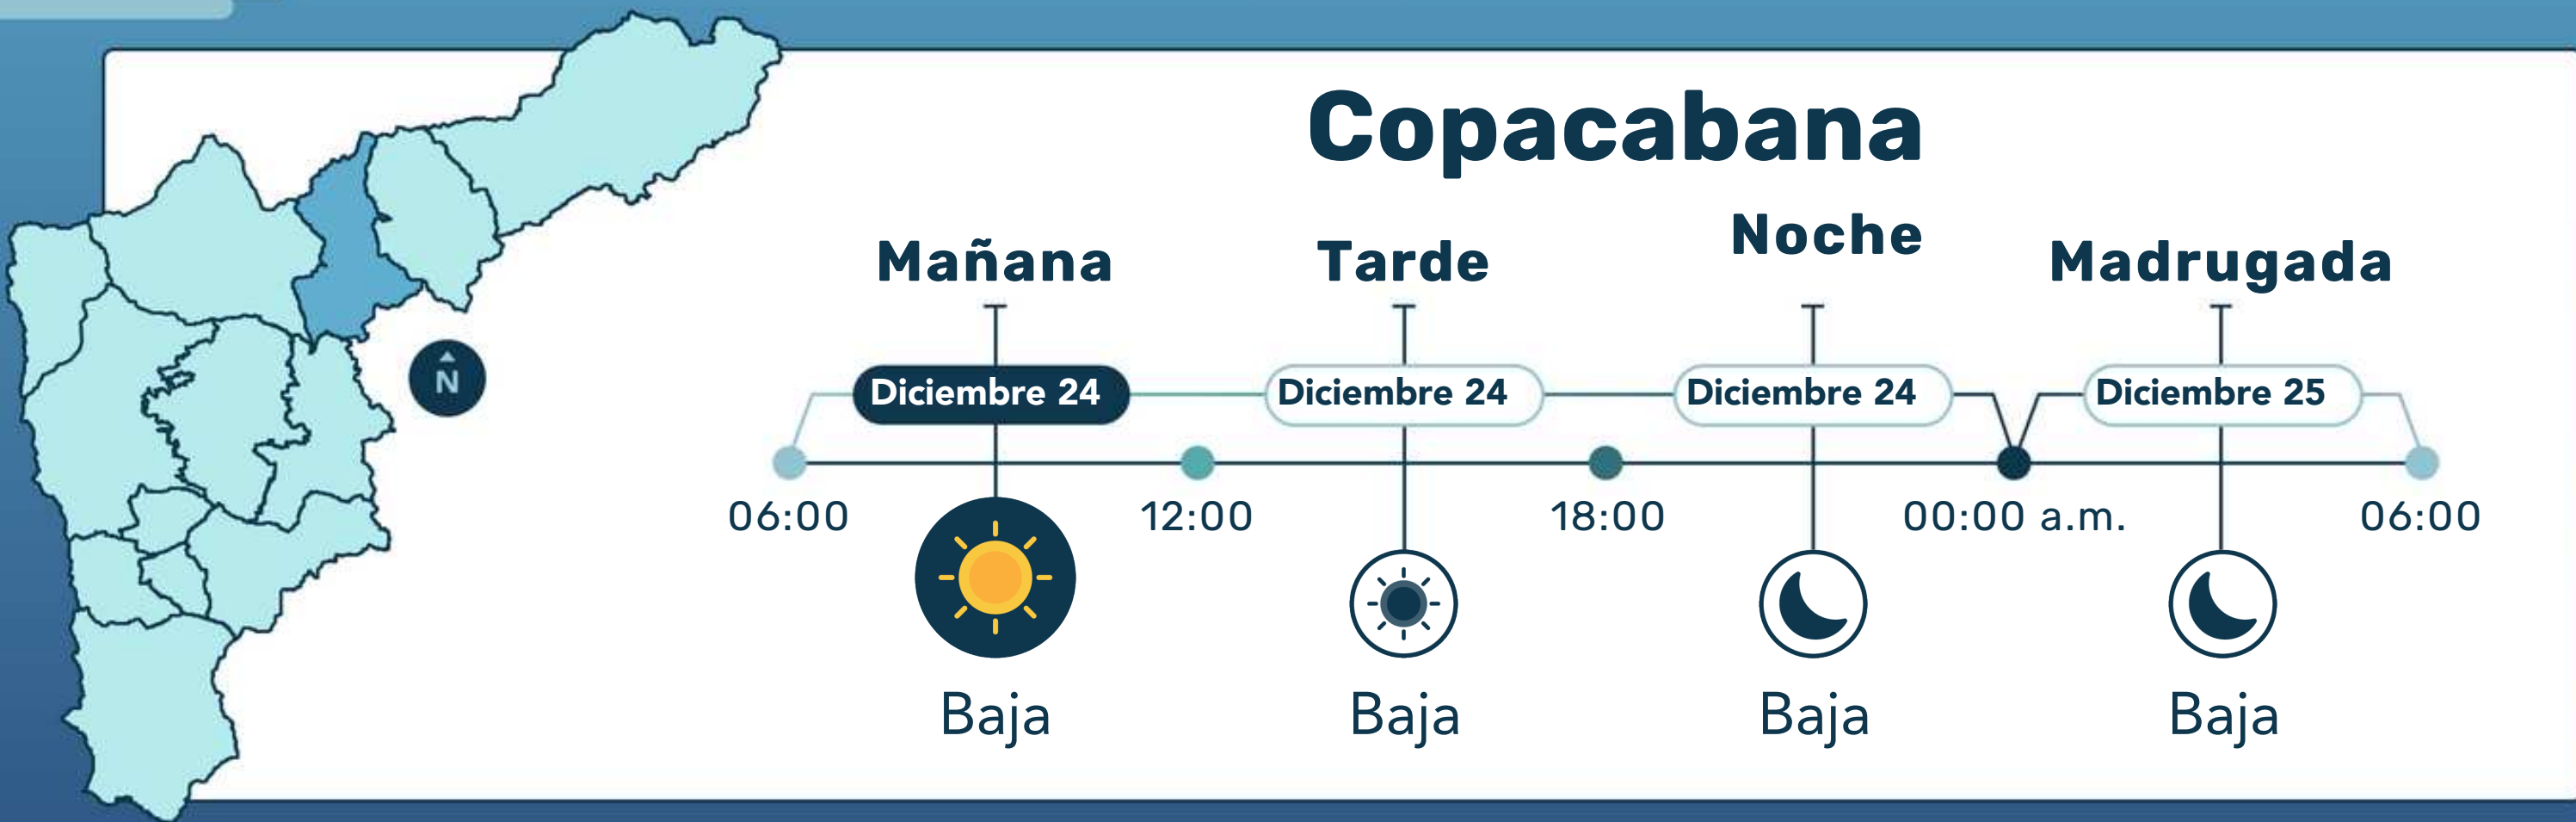 Copacabana
Mañana Tarde Noche Madrugada
Diciembre 24 Diciembre 24 Diciembre 24 Diciembre 25
N
06:00 12:00 18:00 00:00 a.m. 06:00
Baja Baja Baja Baja